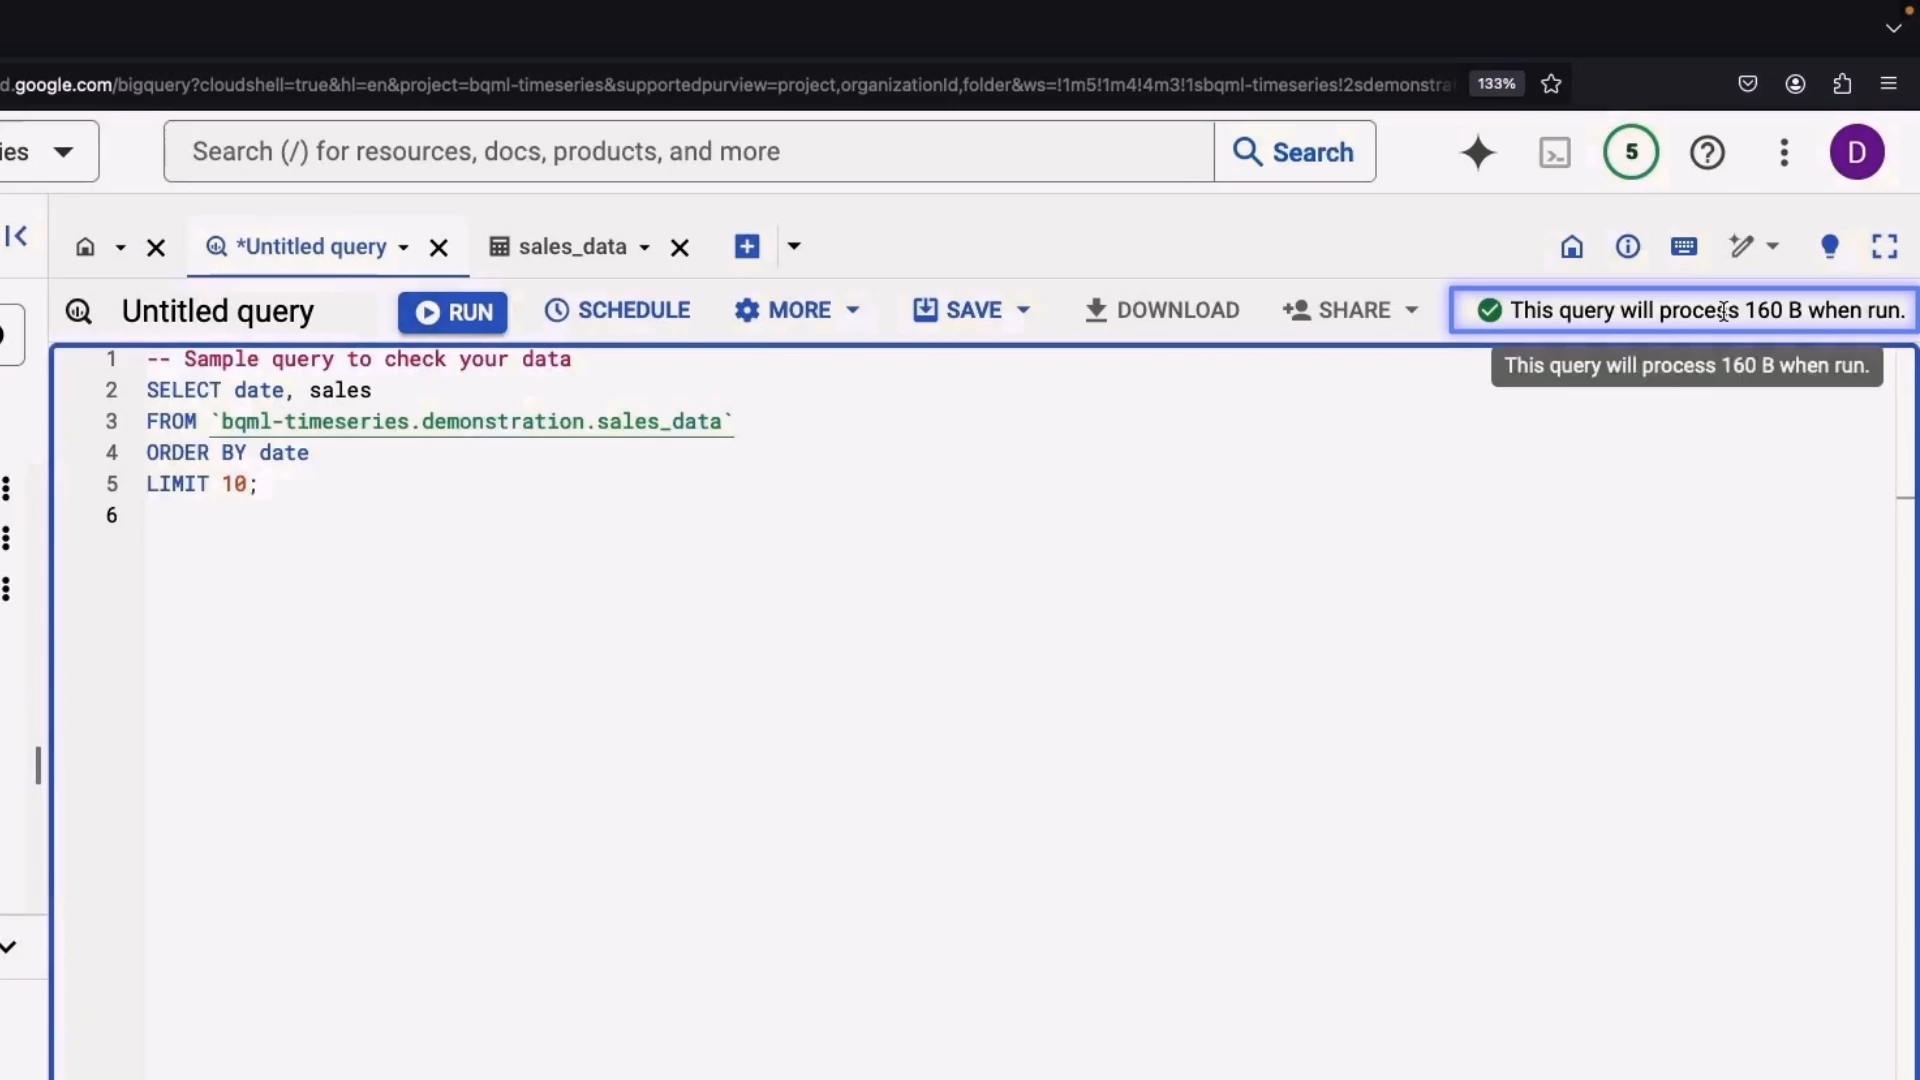 d.google.com/bigquery?cloudshell=true&hl=en&project=bqml-timeseries&supportedpurview=project,organizationId,folder&ws=!1m5!1m4!4m3!1sbqml-timeseries!2sdemonstra
133%
ies
Search (/) for resources, docs, products, and more
Search
5
D
*Untitled query
sales_data
Untitled query
RUN
SCHEDULE
MORE
SAVE
DOWNLOAD
SHARE
This query will process 160 B when run.
This query will process 160 B when run.
1 -- Sample query to check your data
2 SELECT date, sales
3 FROM `bqml-timeseries.demonstration.sales_data`
4 ORDER BY date
5 LIMIT 10;
6